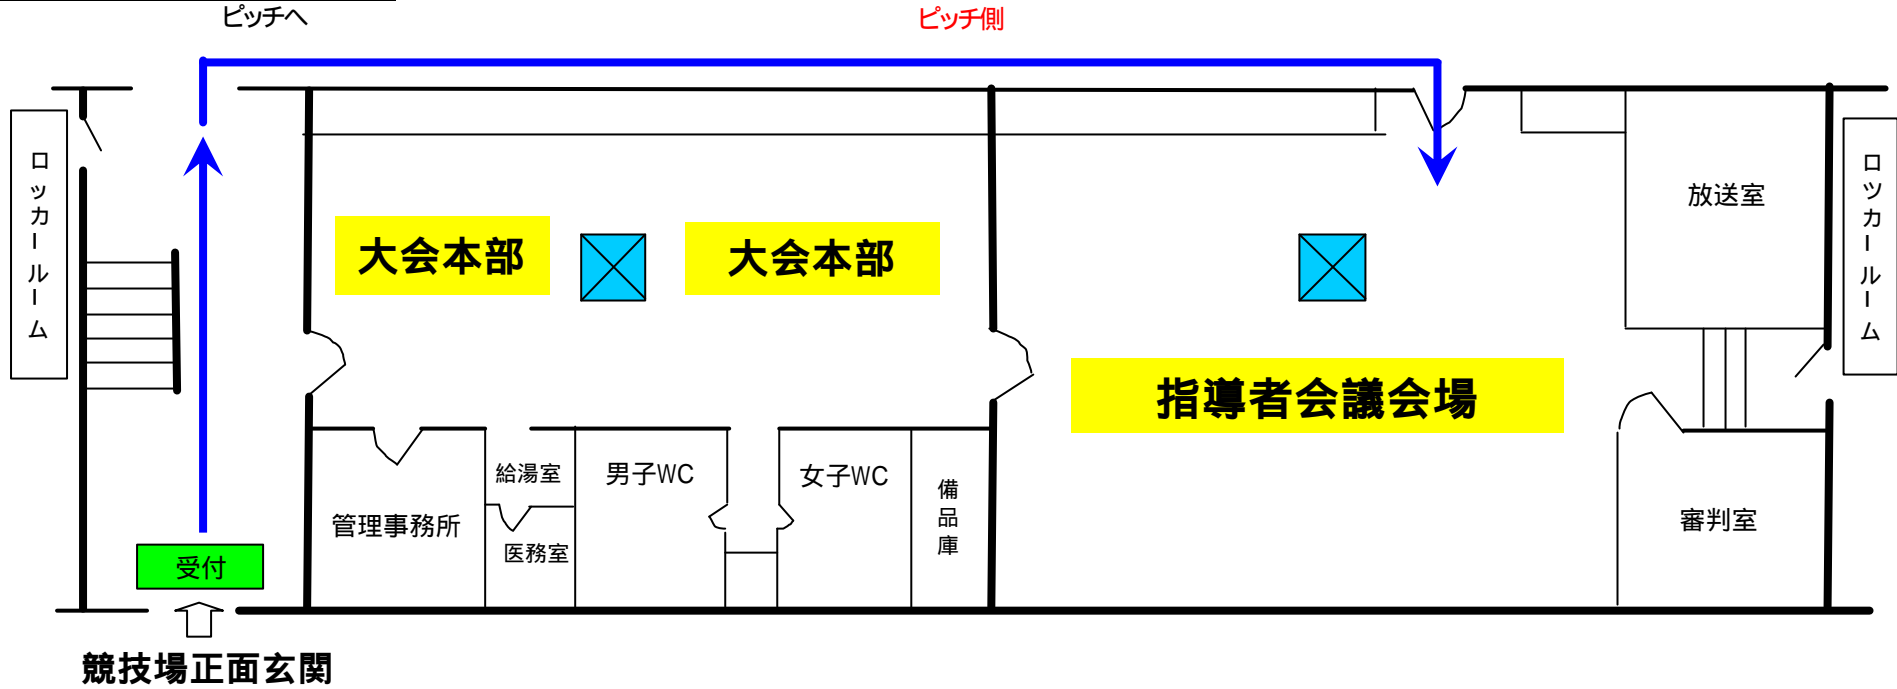 ピッチへ
ピッチ側
ロッカールーム
大会本部
大会本部
指導者会議会場
放送室
ロッカールーム
管理事務所
給湯室
医務室
男子WC
女子WC
備品庫
審判室
受付
競技場正面玄関